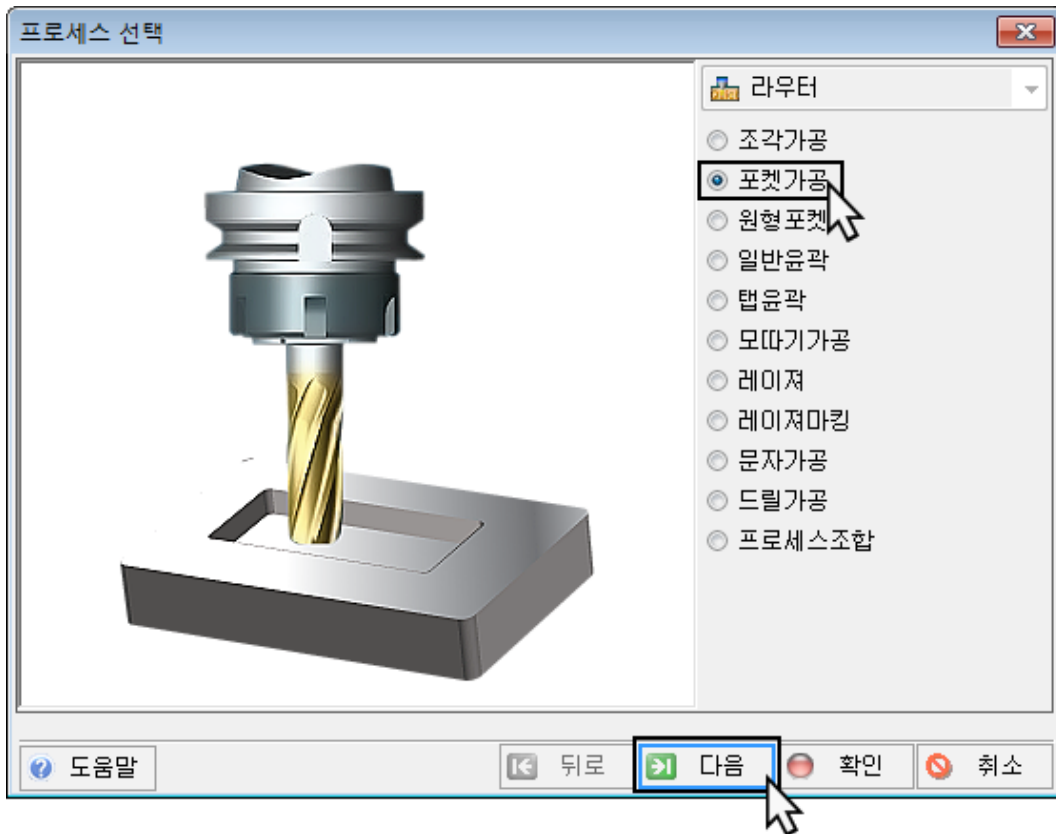 프로세스 선택
라우터
조각가공
포켓가공
원형포켓
일반윤곽
탭윤곽
모따기가공
레이져
레이져마킹
문자가공
드릴가공
프로세스조합
도움말
뒤로
다음
확인
취소